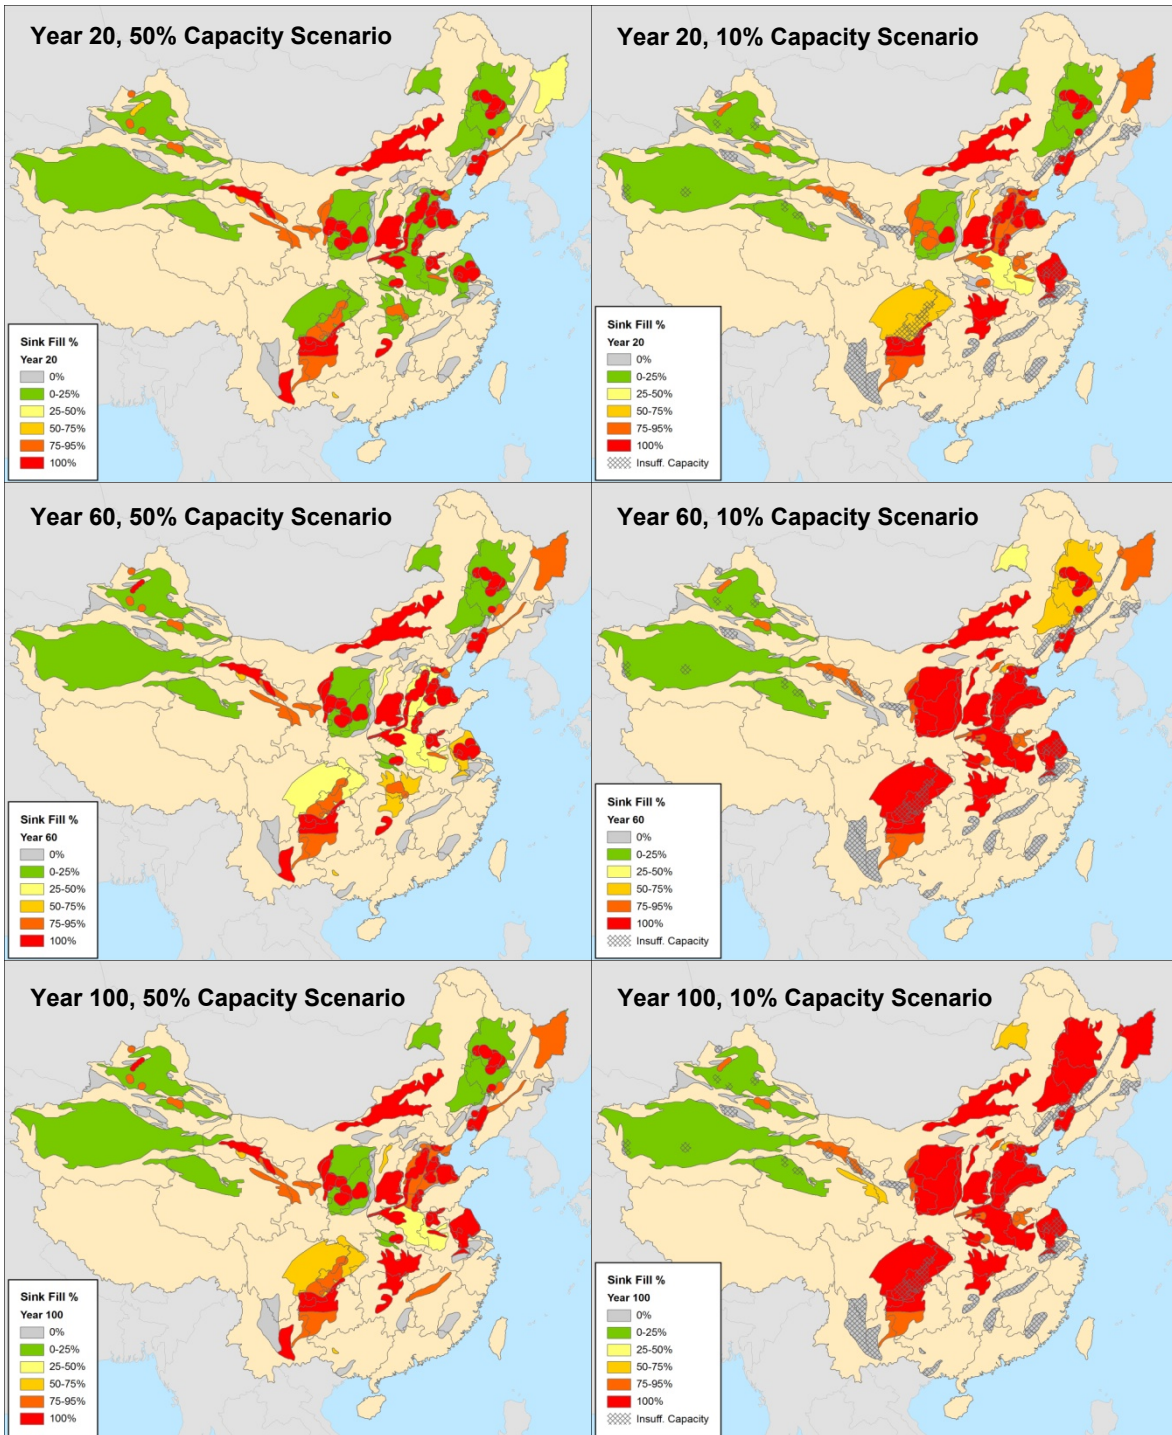 Year 20, 50% Capacity Scenario
Sink Fill %
Year 20
0%
0-25%
25-50%
50-75%
75-95%
100%
Year 20, 10% Capacity Scenario
Sink Fill %
Year 20
0%
0-25%
25-50%
50-75%
75-95%
100%
Insuff. Capacity
Year 60, 50% Capacity Scenario
Sink Fill %
Year 60
0%
0-25%
25-50%
50-75%
75-95%
100%
Year 60, 10% Capacity Scenario
Sink Fill %
Year 60
0%
0-25%
25-50%
50-75%
75-95%
100%
Insuff. Capacity
Year 100, 50% Capacity Scenario
Sink Fill %
Year 100
0%
0-25%
25-50%
50-75%
75-95%
100%
Year 100, 10% Capacity Scenario
Sink Fill %
Year 100
0%
0-25%
25-50%
50-75%
75-95%
100%
Insuff. Capacity